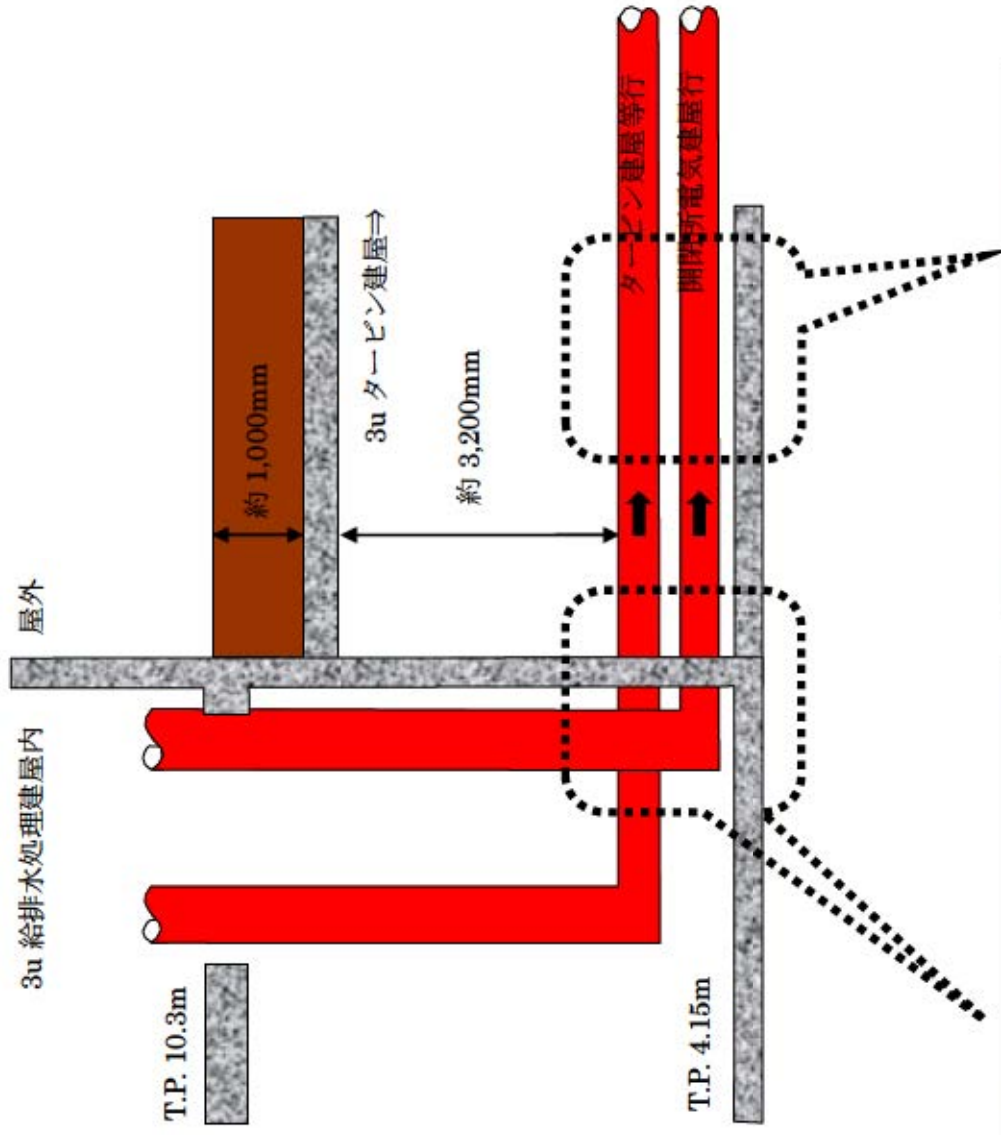 3u 給排水処理建屋内
屋外
T.P. 10.3m
約 1,000mm
3u タービン建屋⇒
約 3,200mm
タービン建屋等行
開閉所電気建屋行
T.P. 4.15m